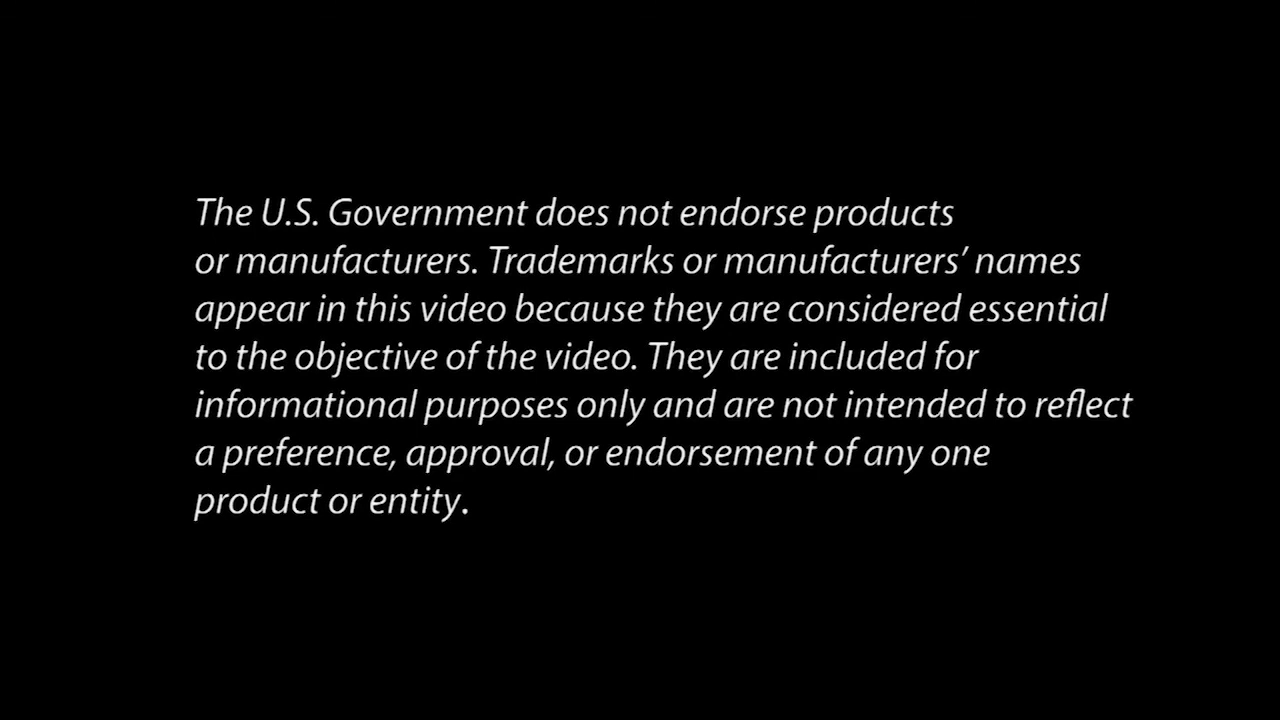 The U.S. Government does not endorse products
or manufacturers. Trademarks or manufacturers’ names
appear in this video because they are considered essential
to the objective of the video. They are included for
informational purposes only and are not intended to reflect
a preference, approval, or endorsement of any one
product or entity.